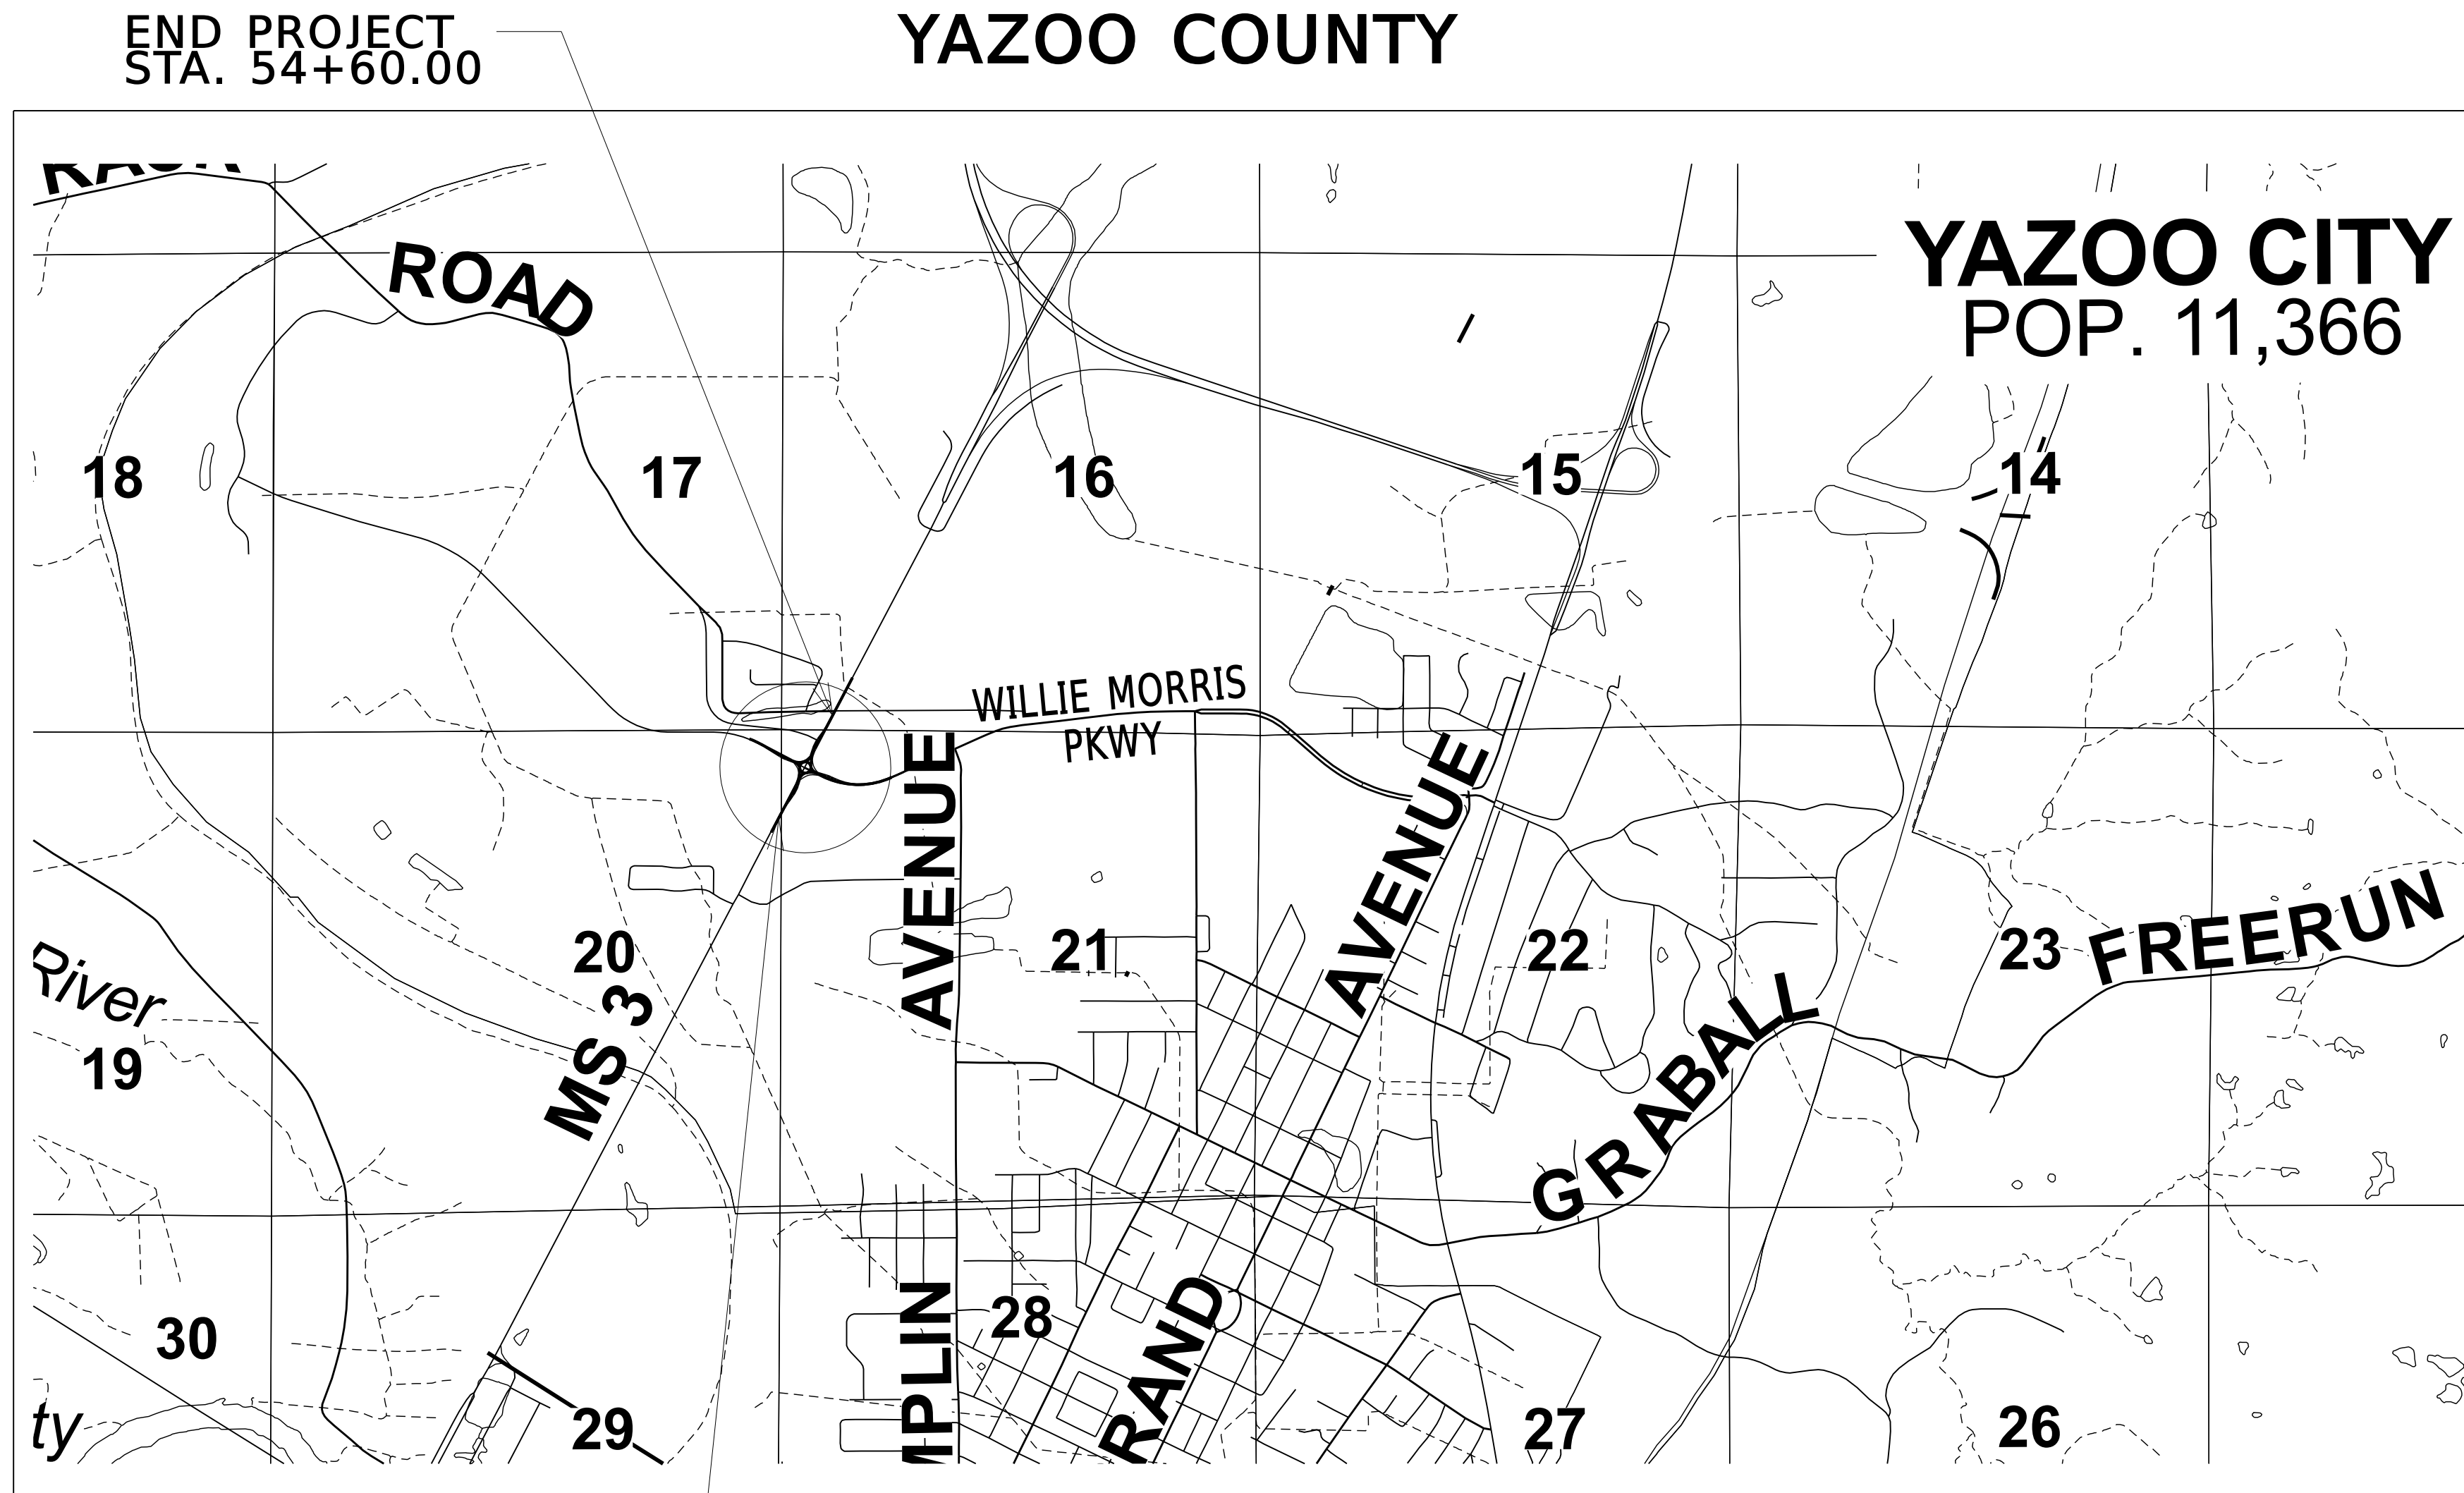 END PROJECT
STA. 54+60.00
YAZOO COUNTY
ROAD
YAZOO CITY
POP. 11,366
18
17
16
15
14
WILLIE MORRIS
PKWY
AVENUE
AVENUE
20
21
22
23
FREERUN
River
19
MS 3
GRABALL
30
29
28
27
26
MPLIN
RAND
ty